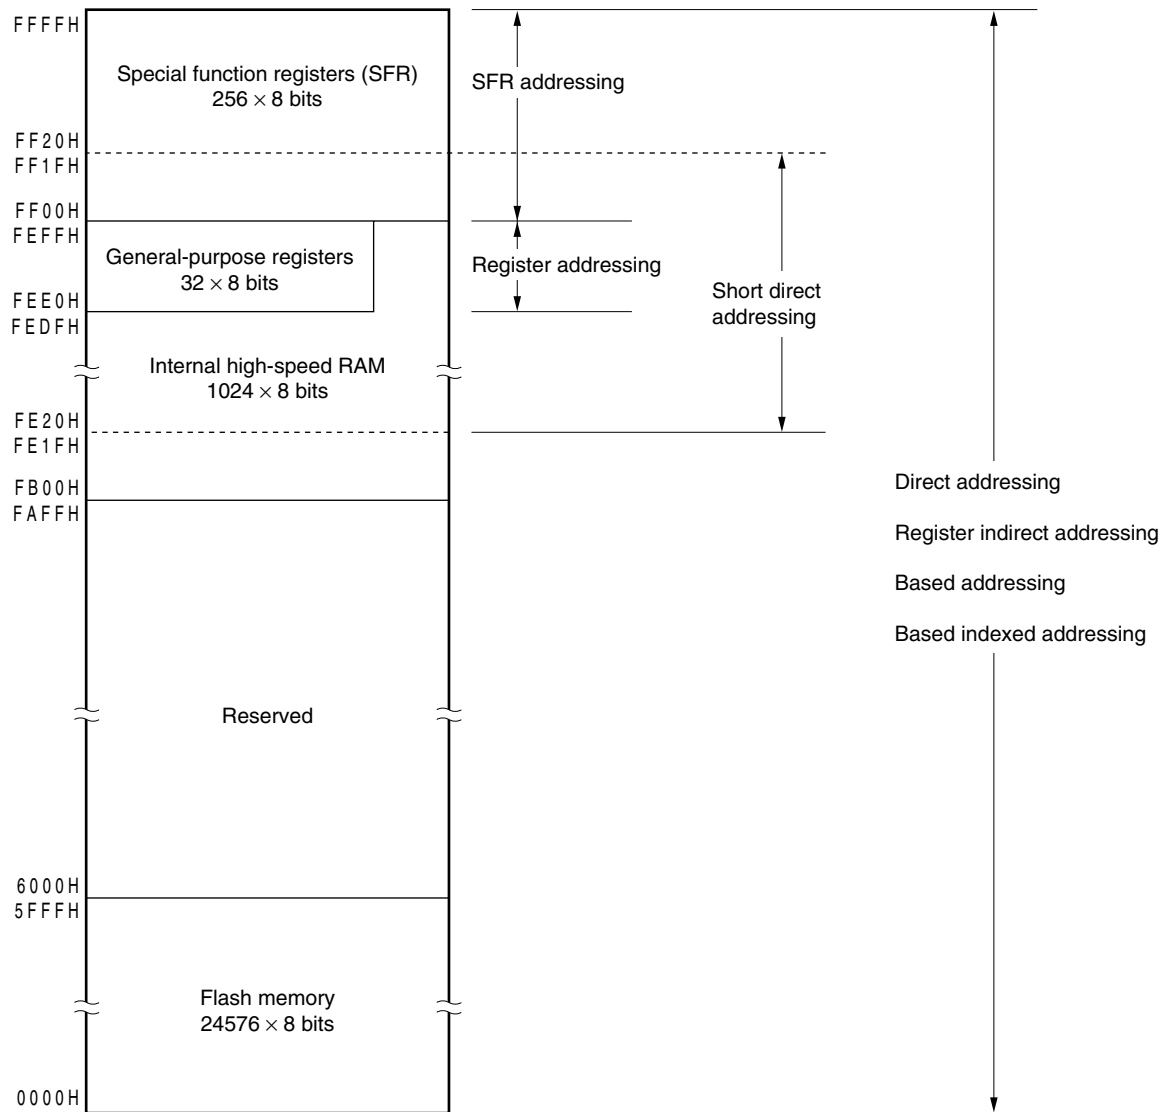 FFFFH
Special function registers (SFR)
256 × 8 bits
SFR addressing
FF20H
FF1FH
FF00H
FEFFH
General-purpose registers
32 × 8 bits
Register addressing
Short direct
addressing
FEE0H
FEDFH
Internal high-speed RAM
1024 × 8 bits
FE20H
FE1FH
FB00H
FAFFH
Direct addressing
Register indirect addressing
Based addressing
Based indexed addressing
Reserved
6000H
5FFFH
Flash memory
24576 × 8 bits
0000H